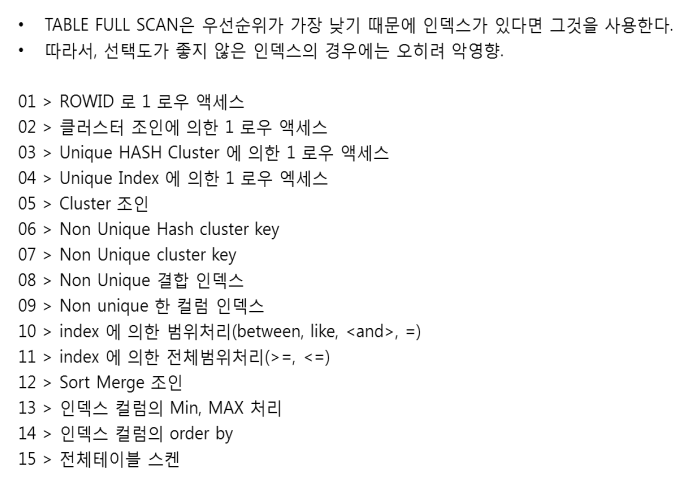 • TABLE FULL SCAN은 우선순위가 가장 낮기 때문에 인덱스가 있다면 그것을 사용한다.
• 따라서, 선택도가 좋지 않은 인덱스의 경우에는 오히려 악영향.
01 > ROWID 로 1 로우 액세스
02 > 클러스터 조인에 의한 1 로우 액세스
03 > Unique HASH Cluster 에 의한 1 로우 액세스
04 > Unique Index 에 의한 1 로우 엑세스
05 > Cluster 조인
06 > Non Unique Hash cluster key
07 > Non Unique cluster key
08 > Non Unique 결합 인덱스
09 > Non unique 한 컬럼 인덱스
10 > index 에 의한 범위처리(between, like, <and>, =)
11 > index 에 의한 전체범위처리(>=, <=)
12 > Sort Merge 조인
13 > 인덱스 컬럼의 Min, MAX 처리
14 > 인덱스 컬럼의 order by
15 > 전체테이블 스켄